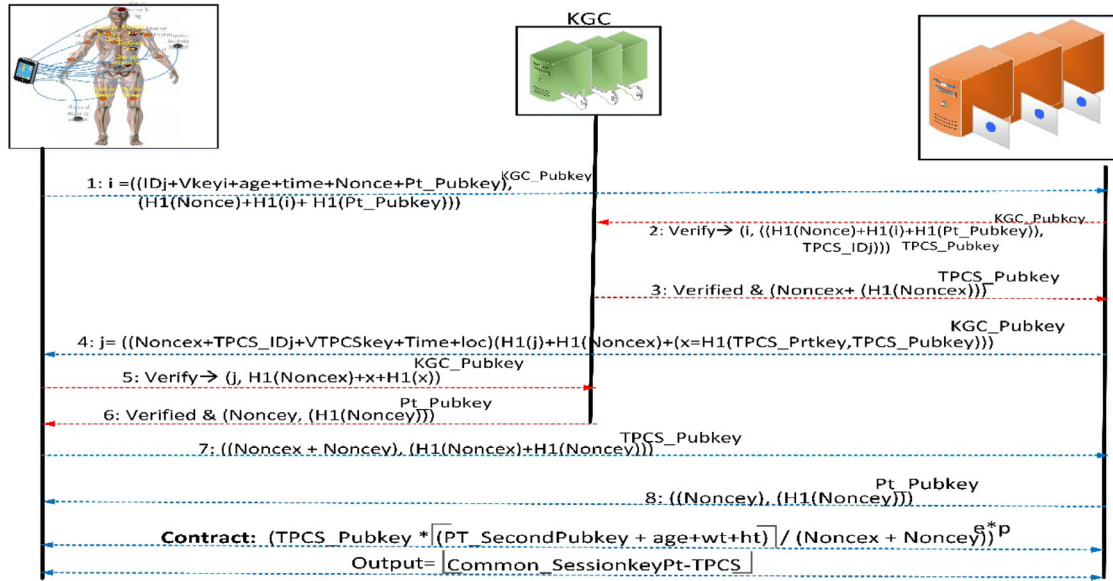 KGC
1: i =((IDj+Vkeyi+age+time+Nonce+Pt_Pubkey), KGC_Pubkey
(H1(Nonce)+H1(i)+ H1(Pt_Pubkey)))
KGC_Pubkey
2: Verify→ (i, ((H1(Nonce)+H1(i)+H1(Pt_Pubkey)),
TPCS_IDj))) TPCS_Pubkey
TPCS_Pubkey
3: Verified & (Noncex+ (H1(Noncex)))
KGC_Pubkey
4: j= ((Noncex+TPCS_IDj+VTPCSkey+Time+loc)(H1(j)+H1(Noncex)+(x=H1(TPCS_Prtkey,TPCS_Pubkey)))
KGC_Pubkey
5: Verify→ (j, H1(Noncex)+x+H1(x))
Pt_Pubkey
6: Verified & (Noncey, (H1(Noncey)))
TPCS_Pubkey
7: ((Noncex + Noncey), (H1(Noncex)+H1(Noncey)))
Pt_Pubkey
8: ((Noncey), (H1(Noncey)))
Contract: (TPCS_Pubkey *⌈(PT_SecondPubkey + age+wt+ht)⌉/ (Noncex + Noncey))e*p
Output=⌊Common_SessionkeyPt-TPCS⌋